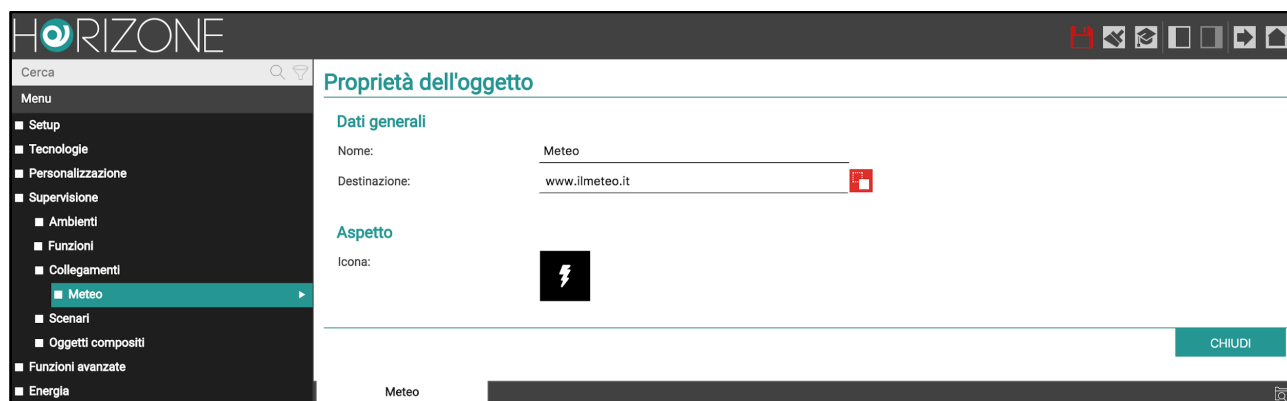 HORIZONE
Cerca
Menu
Setup
Tecnologie
Personalizzazione
Supervisione
Ambienti
Funzioni
Collegamenti
Meteo
Scenari
Oggetti compositi
Funzioni avanzate
Energia
Proprietà dell'oggetto
Dati generali
Nome: Meteo
Destinazione: www.ilmeteo.it
Aspetto
Icona:
CHIUDI
Meteo